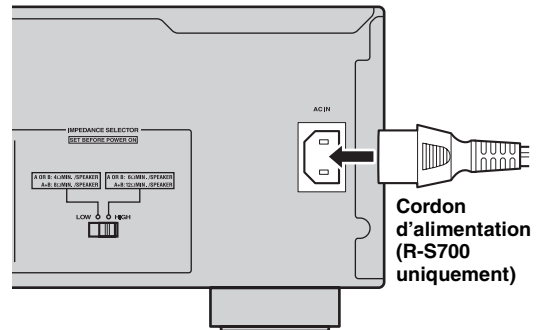 AC IN
IMPEDANCE SELECTOR
SET BEFORE POWER ON
A OR B: 4ΩMIN. /SPEAKER
A+B: 8ΩMIN. /SPEAKER
A OR B: 6ΩMIN. /SPEAKER
A+B:12ΩMIN. /SPEAKER
LOW HIGH
Cordon
d’alimentation
(R-S700
uniquement)